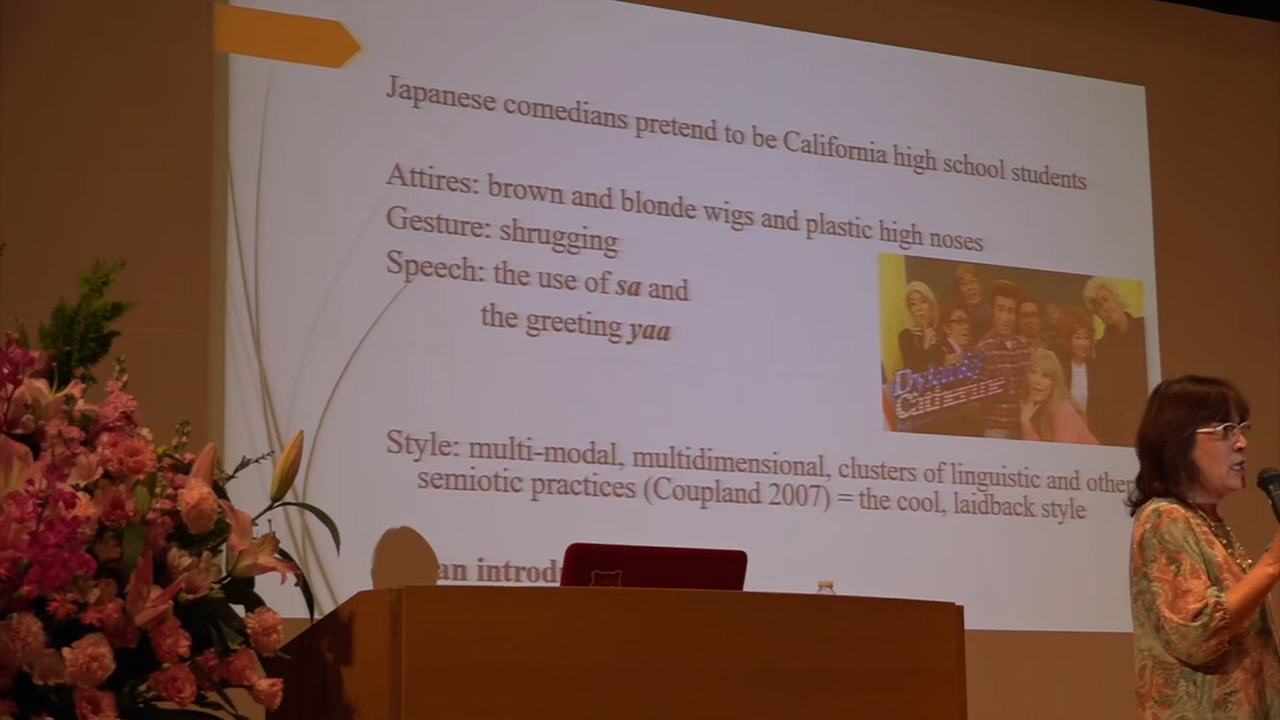 Japanese comedians pretend to be California high school students
Attires: brown and blonde wigs and plastic high noses
Gesture: shrugging
Speech: the use of sa and
the greeting yaa
Catherine
Style: multi-modal, multidimensional, clusters of linguistic and other
semiotic practices (Coupland 2007) = the cool, laidback style
an introd